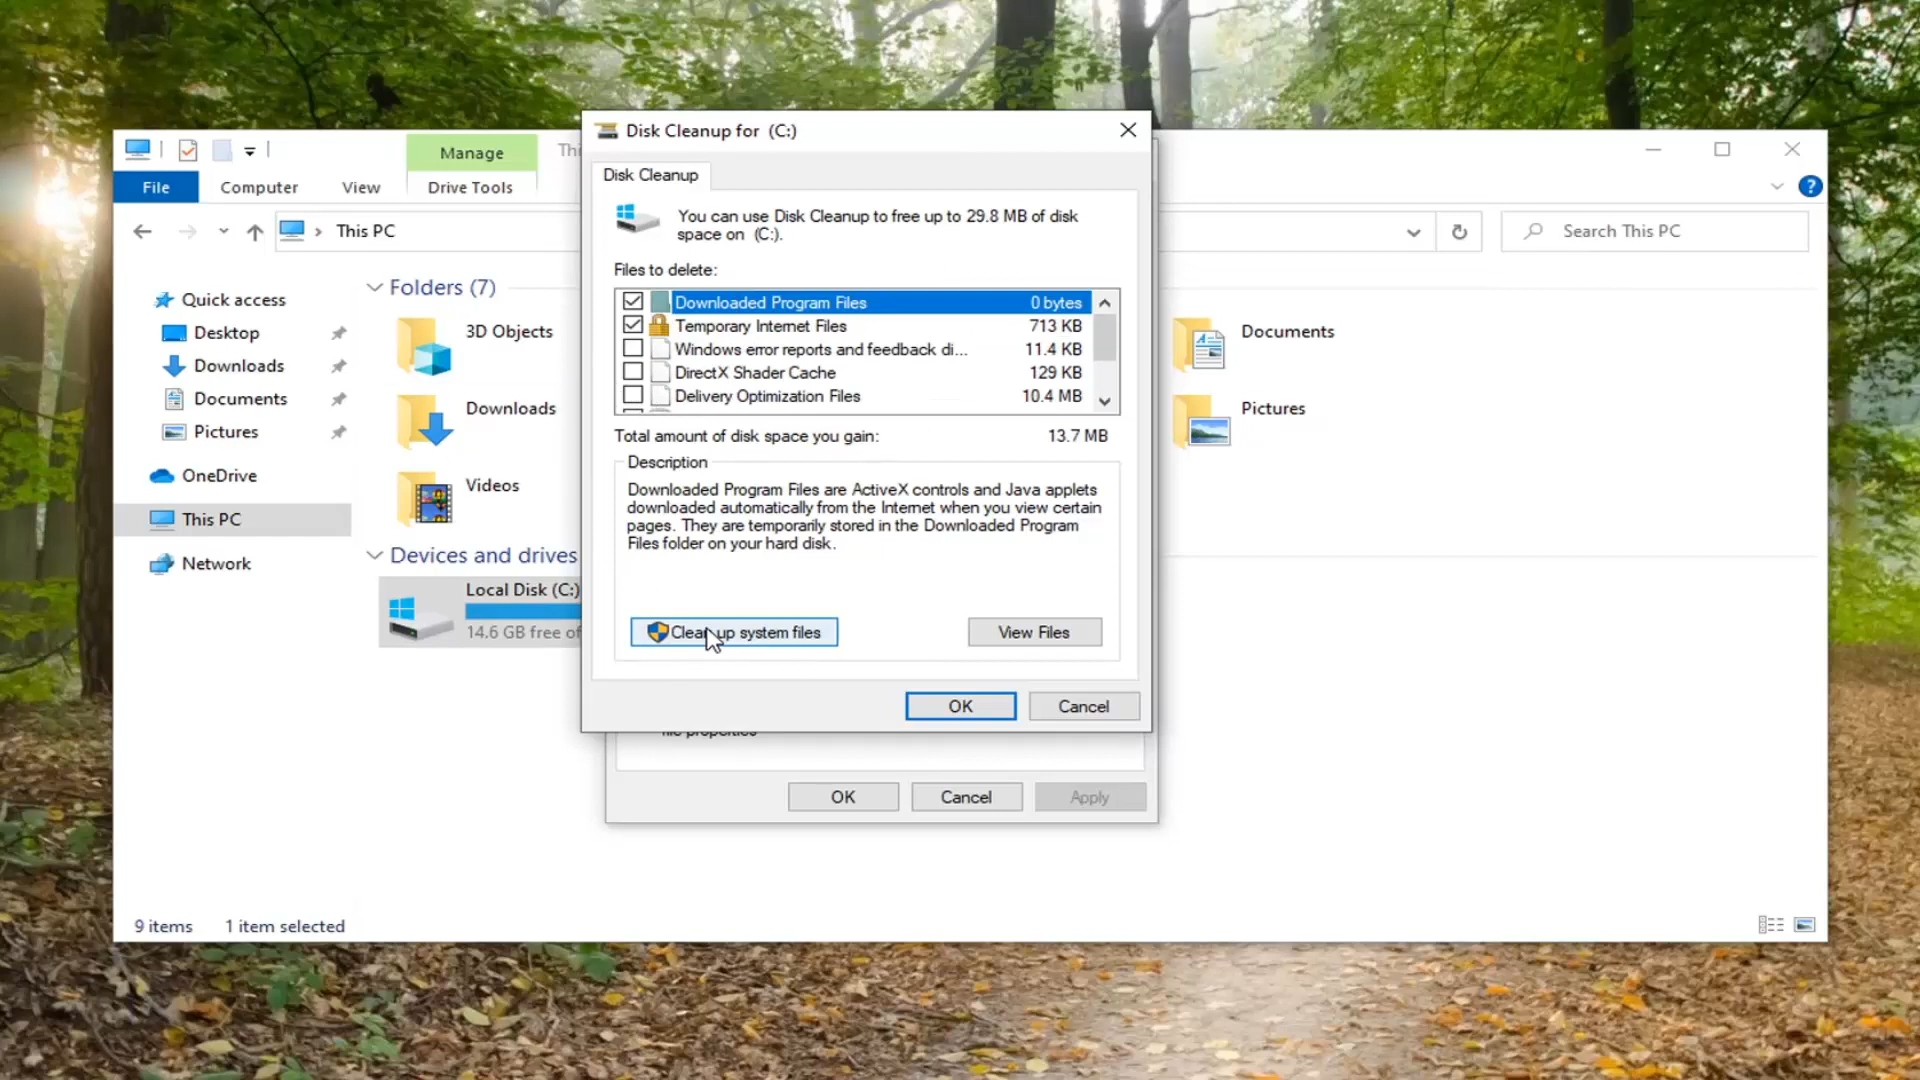 Manage
Thi
File
Computer
View
Drive Tools
This PC
Search This PC
Quick access
Desktop
Downloads
Documents
Pictures
OneDrive
This PC
Network
Folders (7)
3D Objects
Downloads
Videos
Documents
Pictures
Devices and drives
Local Disk (C:)
14.6 GB free of
9 items
1 item selected
Disk Cleanup for (C:)
Disk Cleanup
You can use Disk Cleanup to free up to 29.8 MB of disk
space on (C:).
Files to delete:
Downloaded Program Files 0 bytes
Temporary Internet Files 713 KB
Windows error reports and feedback di... 11.4 KB
DirectX Shader Cache 129 KB
Delivery Optimization Files 10.4 MB
Total amount of disk space you gain: 13.7 MB
Description
Downloaded Program Files are ActiveX controls and Java applets
downloaded automatically from the Internet when you view certain
pages. They are temporarily stored in the Downloaded Program
Files folder on your hard disk.
Clean up system files
View Files
OK
Cancel
file properties
OK
Cancel
Apply